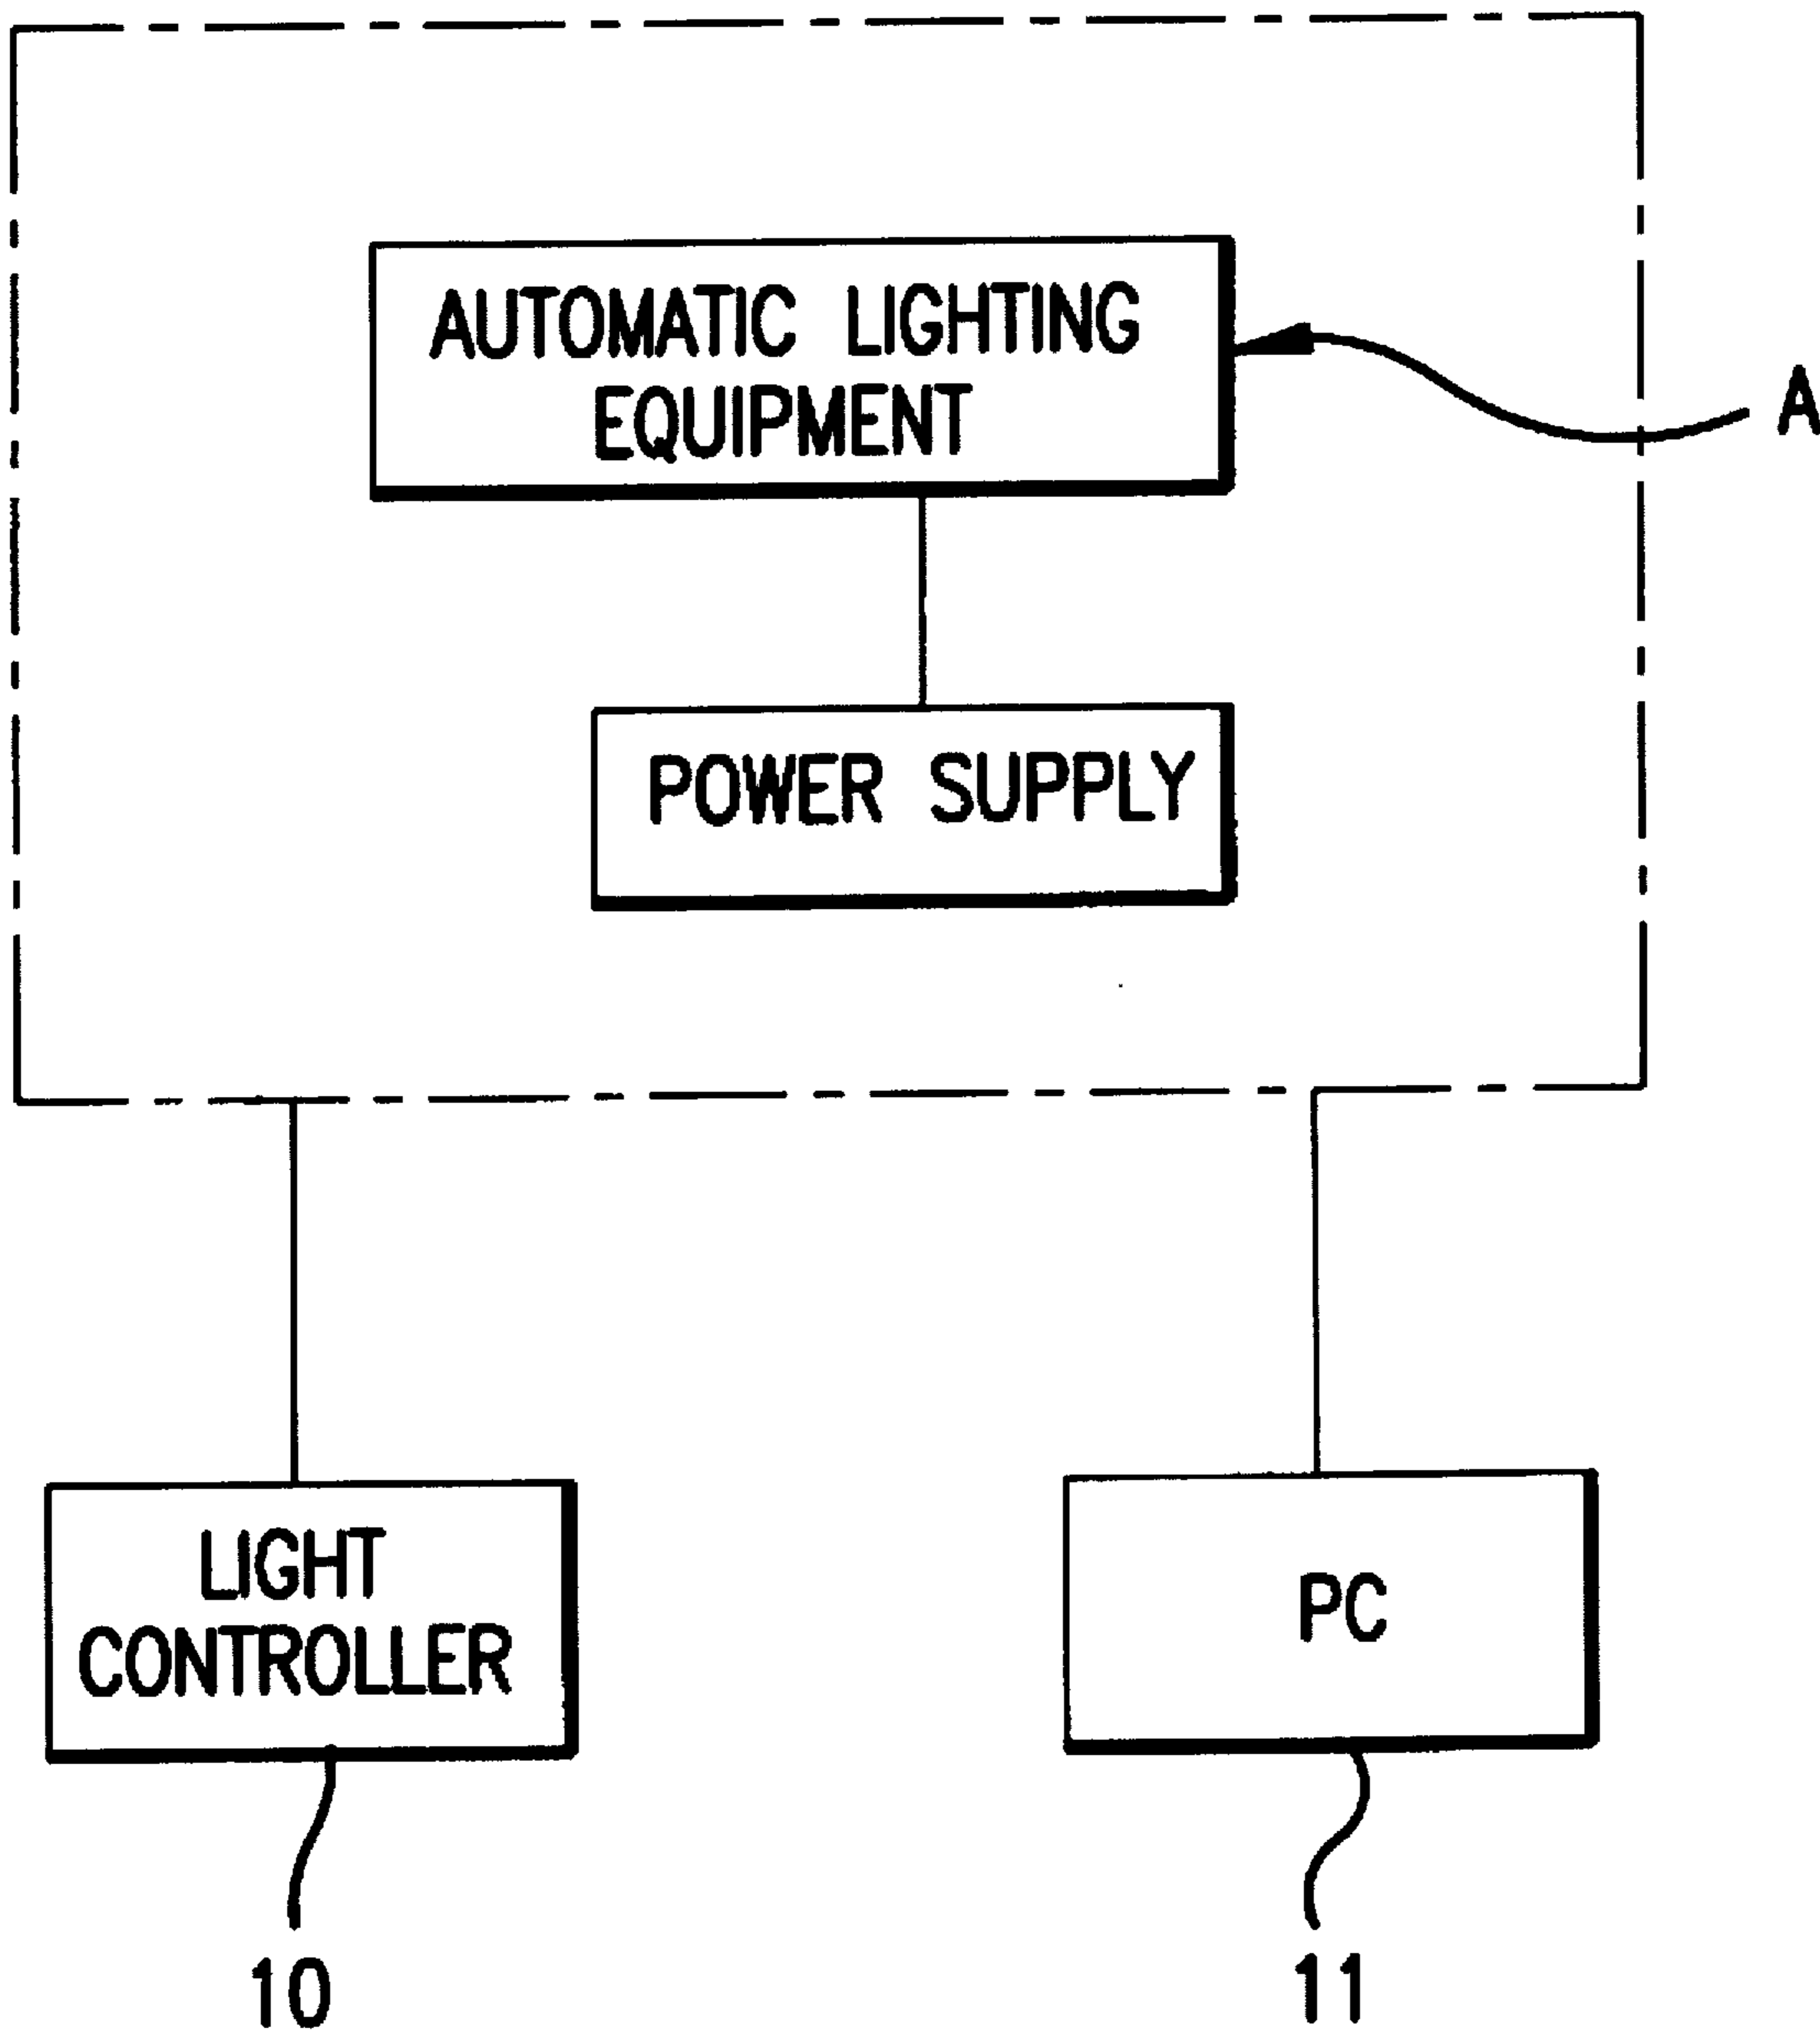 AUTOMATIC LIGHTING
EQUIPMENT
A
POWER SUPPLY
LIGHT
CONTROLLER
PC
10
11